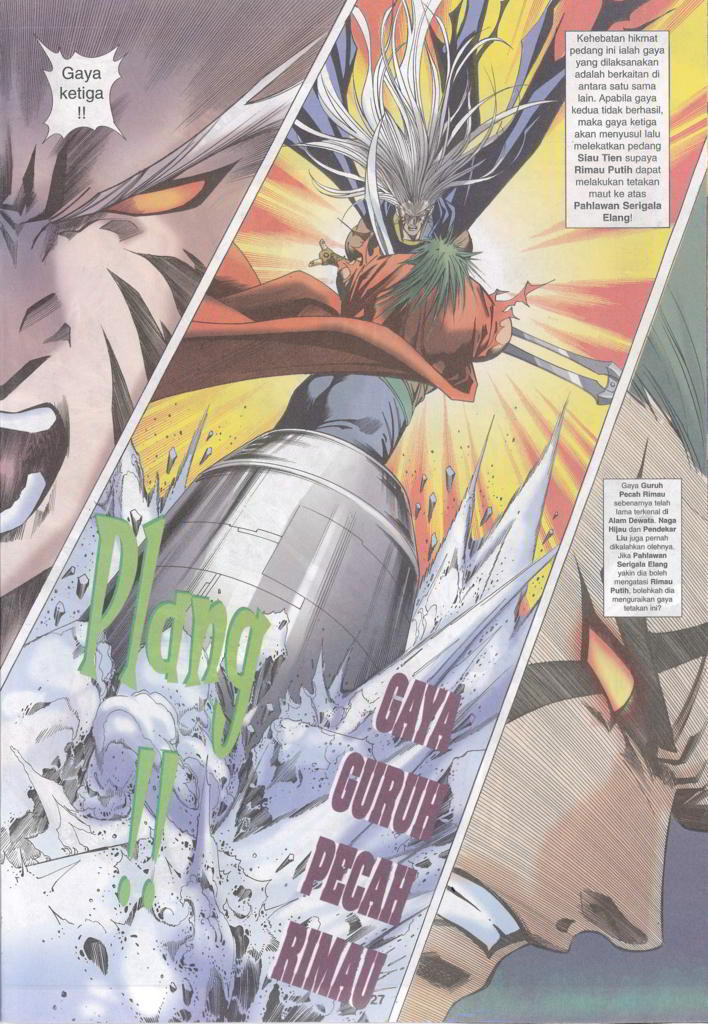 Gaya
ketiga
!!
Kehebatan hikmat
pedang ini ialah gaya
yang dilaksanakan
adalah berkaitan di
antara satu sama
lain. Apabila gaya
kedua tidak berhasil,
maka gaya ketiga
akan menyusul lalu
melekatkan pedang
Siau Tien supaya
Rimau Putih dapat
melakukan tetakan
maut ke atas
Pahlawan Serigala
Elang!
Gaya Guruh
Pecah Rimau
sebenarnya telah
lama terkenal di
Alam Dewata. Naga
Hijau dan Pendekar
Liu juga pernah
dikalahkan olehnya.
Jika Pahlawan
Serigala Elang
yakin dia boleh
mengatasi Rimau
Putih, bolehkah dia
menguraikan gaya
tetakan ini?
Plang
!!
GAYA
GURUH
PECAH
RIMAU
27